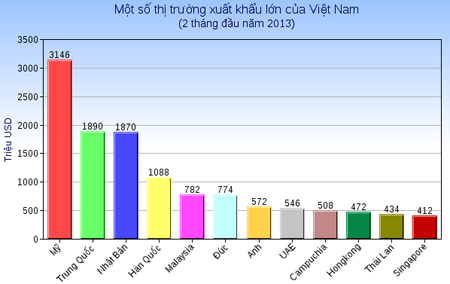 Một số thị trường xuất khẩu lớn của Việt Nam
(2 tháng đầu năm 2013)
Triệu USD
3500
3000
2500
2000
1500
1000
500
0
3146
1890
1870
1088
782
774
572
546
508
472
434
412
Mỹ
Trung Quốc
Nhật Bản
Hàn Quốc
Malaysia
Đức
Anh
UAE
Campuchia
Hongkong
Thái Lan
Singapore